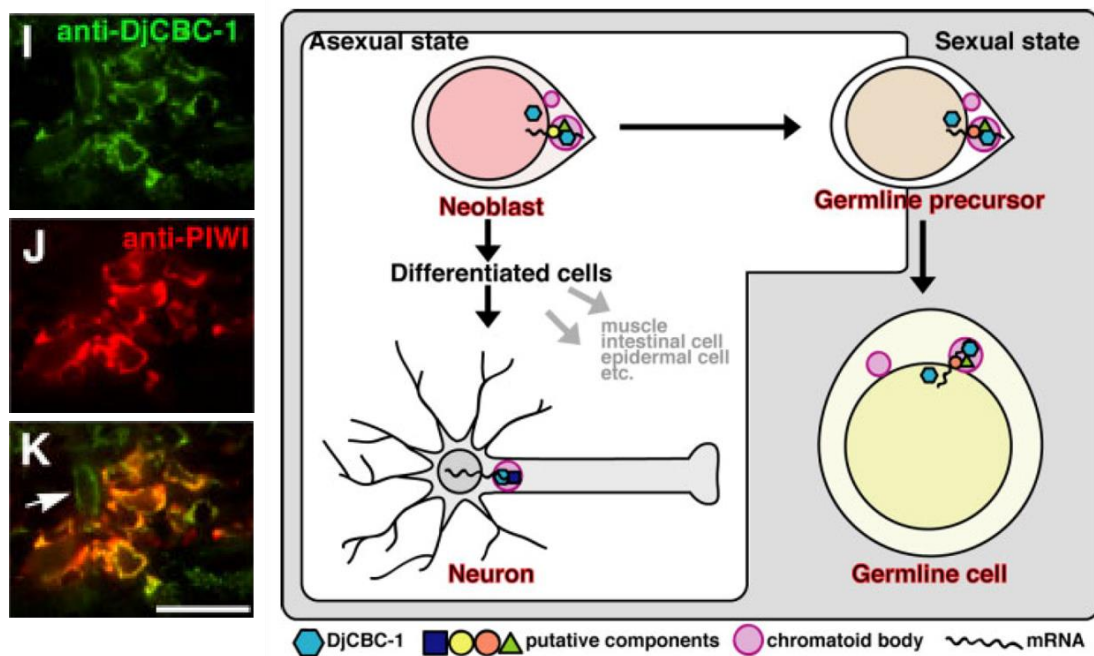 I
anti-DjCBC-1
J
anti-PIWI
K
Asexual state
Sexual state
Neoblast
Germline precursor
Differentiated cells
muscle
intestinal cell
epidermal cell
etc.
Neuron
Germline cell
DjCBC-1
putative components
chromatoid body
mRNA